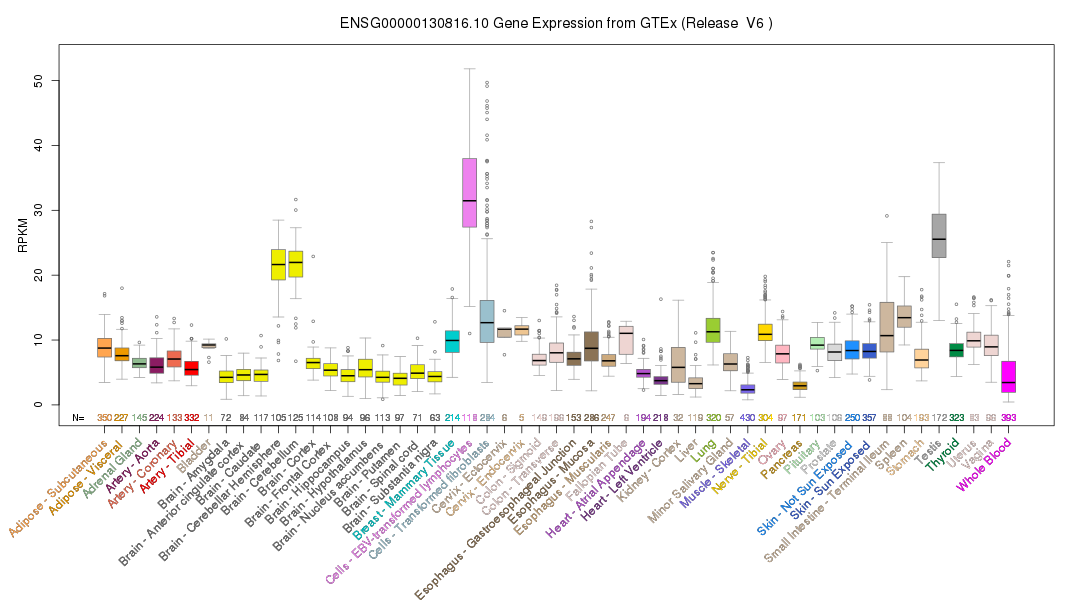 ENSG00000130816.10 Gene Expression from GTEx (Release V6 )
RPKM
50
40
30
20
10
0
N= 350 227 145 224 133 332 11 72 84 117 105 125 114 108 94 96 113 97 71 63 214 118 284 6 5 149 196 153 286 247 6 194 218 32 119 320 57 430 304 97 171 103 106 250 357 88 104 193 172 323 83 96 393
Adipose - Subcutaneous
Adipose - Visceral
Adrenal Gland
Artery - Aorta
Artery - Coronary
Artery - Tibial
Bladder
Brain - Amygdala
Brain - Anterior cingulate cortex
Brain - Caudate
Brain - Cerebellar Hemisphere
Brain - Cerebellum
Brain - Cortex
Brain - Frontal Cortex
Brain - Hippocampus
Brain - Hypothalamus
Brain - Nucleus accumbens
Brain - Putamen
Brain - Spinal cord
Brain - Substantia nigra
Breast - Mammary Tissue
Cells - EBV-transformed lymphocytes
Cells - Transformed fibroblasts
Cervix - Ectocervix
Cervix - Endocervix
Colon - Sigmoid
Colon - Transverse
Esophagus - Gastroesophageal Junction
Esophagus - Mucosa
Esophagus - Muscularis
Fallopian Tube
Heart - Atrial Appendage
Heart - Left Ventricle
Kidney - Cortex
Liver
Lung
Minor Salivary Gland
Muscle - Skeletal
Nerve - Tibial
Ovary
Pancreas
Pituitary
Prostate
Skin - Not Sun Exposed
Skin - Sun Exposed
Small Intestine - Terminal Ileum
Spleen
Stomach
Testis
Thyroid
Uterus
Vagina
Whole Blood